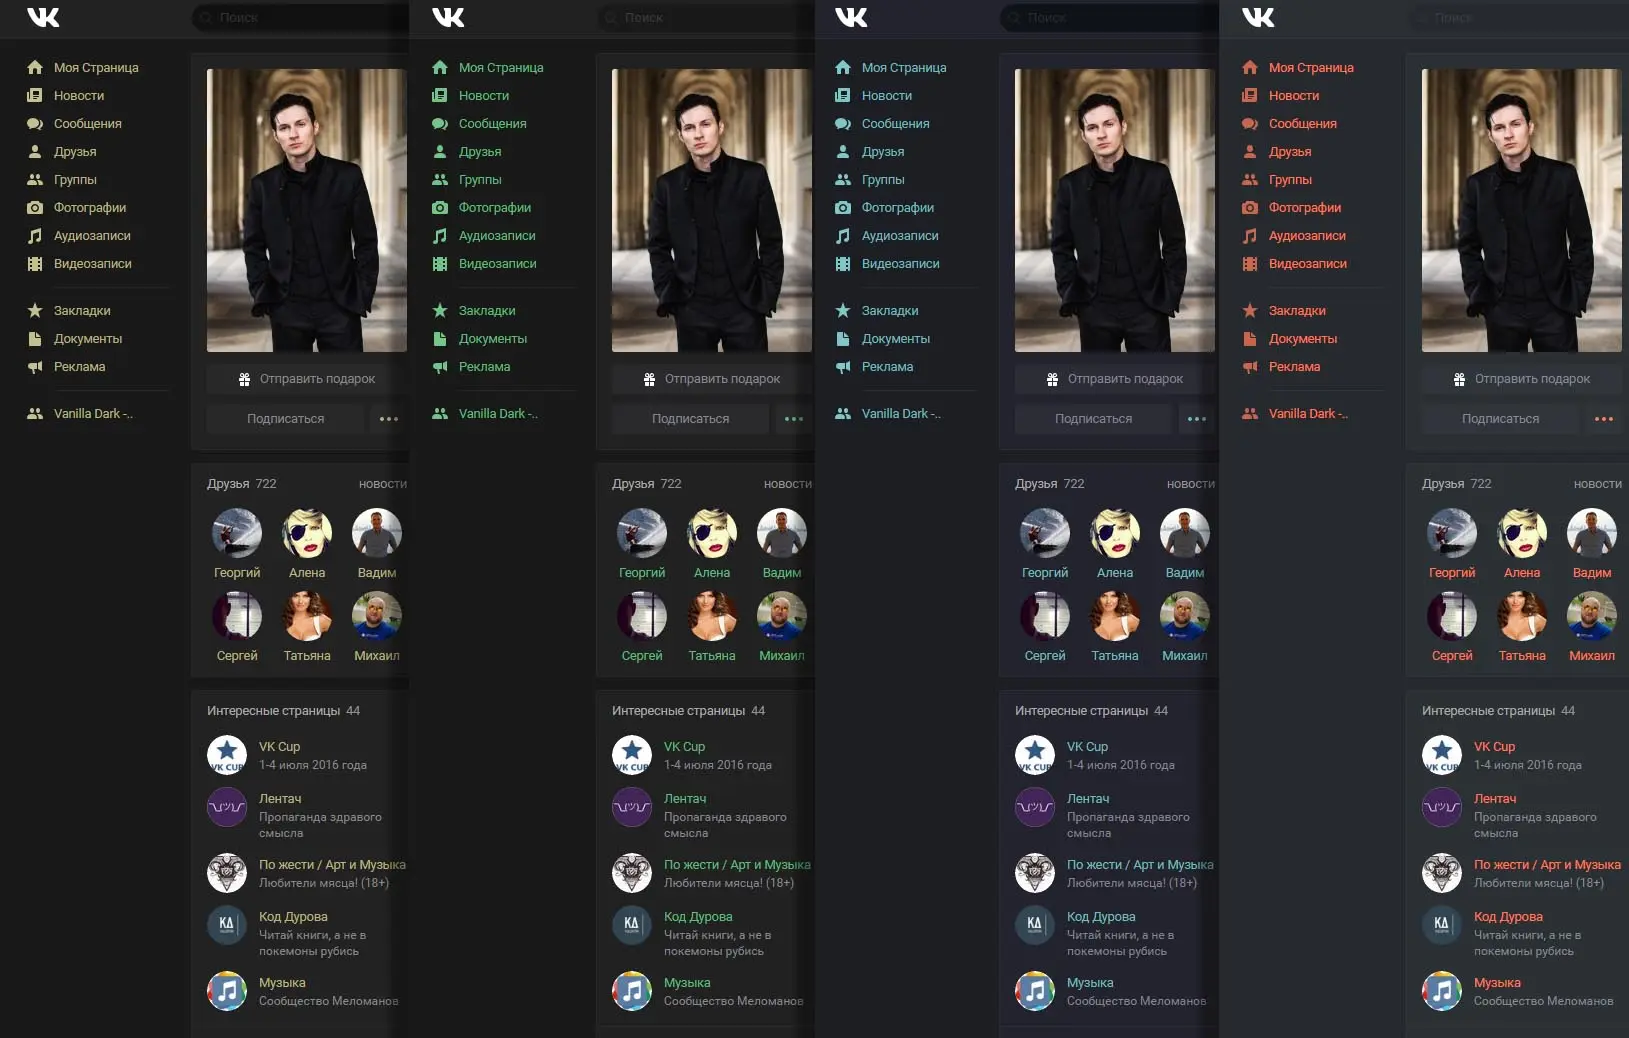 VK
Поиск
Моя Страница
Новости
Сообщения
Друзья
Группы
Фотографии
Аудиозаписи
Видеозаписи
Закладки
Документы
Реклама
Vanilla Dark -..
Отправить подарок
Подписаться
Друзья 722 новости
Георгий Алена Вадим
Сергей Татьяна Михаил
Интересные страницы 44
VK Cup
1-4 июля 2016 года
VK CUP
Лентач
Пропаганда здравого
смысла
По жести / Арт и Музыка
Любители мясца! (18+)
Код Дурова
КД
Читай книги, а не в
покемоны рубись
Музыка
Сообщество Меломанов
VK
Поиск
Моя Страница
Новости
Сообщения
Друзья
Группы
Фотографии
Аудиозаписи
Видеозаписи
Закладки
Документы
Реклама
Vanilla Dark -..
Отправить подарок
Подписаться
Друзья 722 новости
Георгий Алена Вадим
Сергей Татьяна Михаил
Интересные страницы 44
VK Cup
1-4 июля 2016 года
VK CUP
Лентач
Пропаганда здравого
смысла
По жести / Арт и Музыка
Любители мясца! (18+)
Код Дурова
КД
Читай книги, а не в
покемоны рубись
Музыка
Сообщество Меломанов
VK
Поиск
Моя Страница
Новости
Сообщения
Друзья
Группы
Фотографии
Аудиозаписи
Видеозаписи
Закладки
Документы
Реклама
Vanilla Dark -..
Отправить подарок
Подписаться
Друзья 722 новости
Георгий Алена Вадим
Сергей Татьяна Михаил
Интересные страницы 44
VK Cup
1-4 июля 2016 года
VK CUP
Лентач
Пропаганда здравого
смысла
По жести / Арт и Музыка
Любители мясца! (18+)
Код Дурова
КД
Читай книги, а не в
покемоны рубись
Музыка
Сообщество Меломанов
VK
Поиск
Моя Страница
Новости
Сообщения
Друзья
Группы
Фотографии
Аудиозаписи
Видеозаписи
Закладки
Документы
Реклама
Vanilla Dark -..
Отправить подарок
Подписаться
Друзья 722 новости
Георгий Алена Вадим
Сергей Татьяна Михаил
Интересные страницы 44
VK Cup
1-4 июля 2016 года
VK CUP
Лентач
Пропаганда здравого
смысла
По жести / Арт и Музыка
Любители мясца! (18+)
Код Дурова
КД
Читай книги, а не в
покемоны рубись
Музыка
Сообщество Меломанов